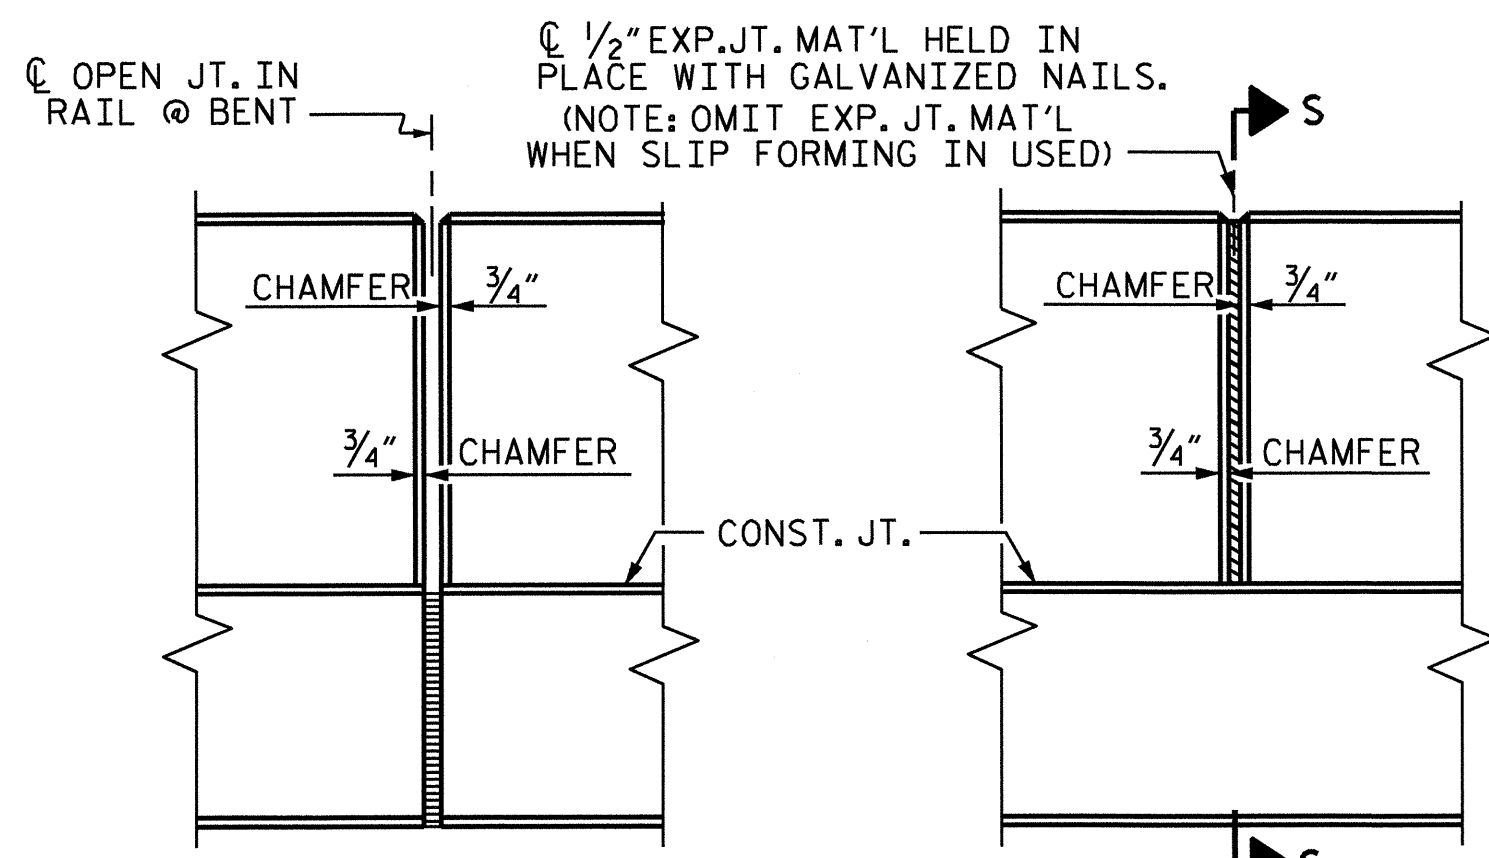 ℄ OPEN JT. IN
RAIL @ BENT
℄ 1/2" EXP. JT. MAT'L HELD IN
PLACE WITH GALVANIZED NAILS.
(NOTE: OMIT EXP. JT. MAT'L
WHEN SLIP FORMING IN USED)
S
CHAMFER 3/4"
3/4" CHAMFER
CHAMFER 3/4"
3/4" CHAMFER
CONST. JT.
S